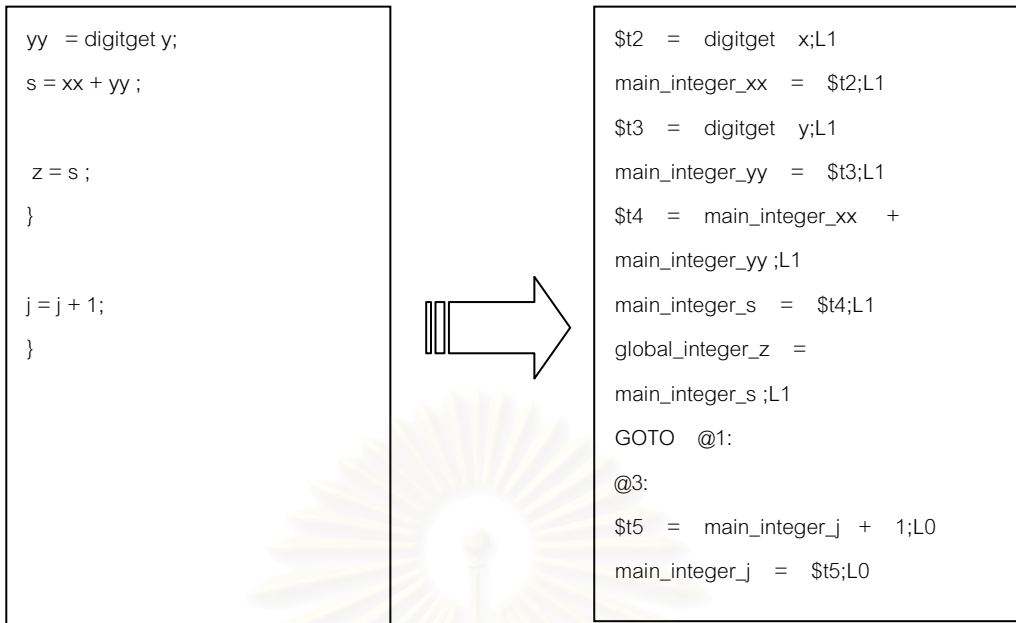 yy = digitget y;
s = xx + yy ;
z = s ;
}
j = j + 1;
}
$t2 = digitget x;L1
main_integer_xx = $t2;L1
$t3 = digitget y;L1
main_integer_yy = $t3;L1
$t4 = main_integer_xx +
main_integer_yy ;L1
main_integer_s = $t4;L1
global_integer_z =
main_integer_s ;L1
GOTO @1:
@3:
$t5 = main_integer_j + 1;L0
main_integer_j = $t5;L0